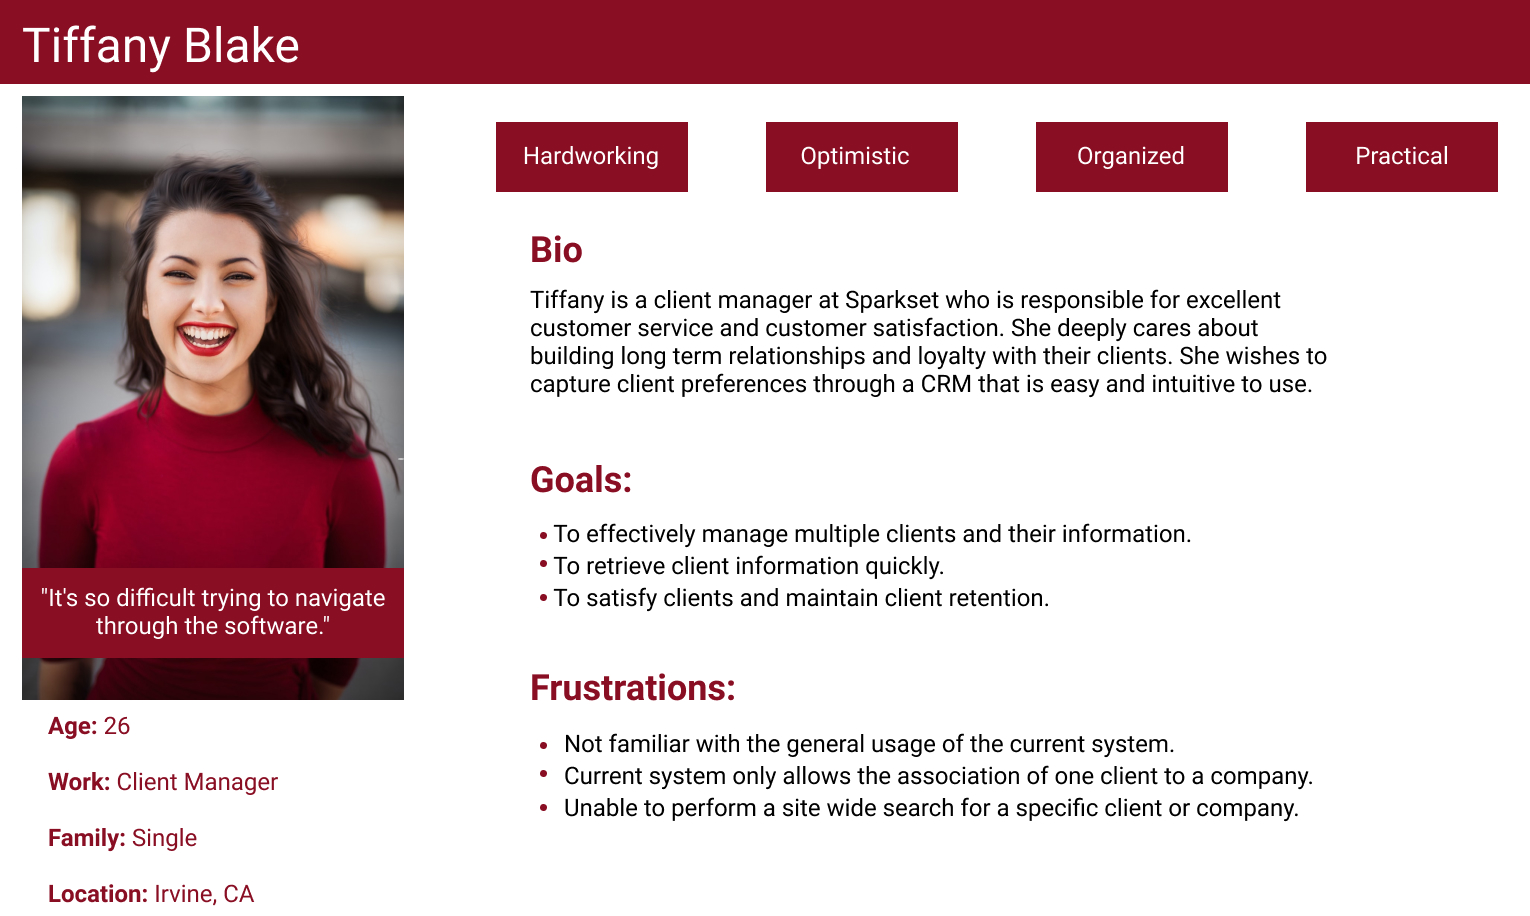 Tiffany Blake
Hardworking
Optimistic
Organized
Practical
"It's so difficult trying to navigate
through the software."
Age: 26
Work: Client Manager
Family: Single
Location: Irvine, CA
Bio
Tiffany is a client manager at Sparkset who is responsible for excellent
customer service and customer satisfaction. She deeply cares about
building long term relationships and loyalty with their clients. She wishes to
capture client preferences through a CRM that is easy and intuitive to use.
Goals:
• To effectively manage multiple clients and their information.
• To retrieve client information quickly.
• To satisfy clients and maintain client retention.
Frustrations:
• Not familiar with the general usage of the current system.
• Current system only allows the association of one client to a company.
• Unable to perform a site wide search for a specific client or company.